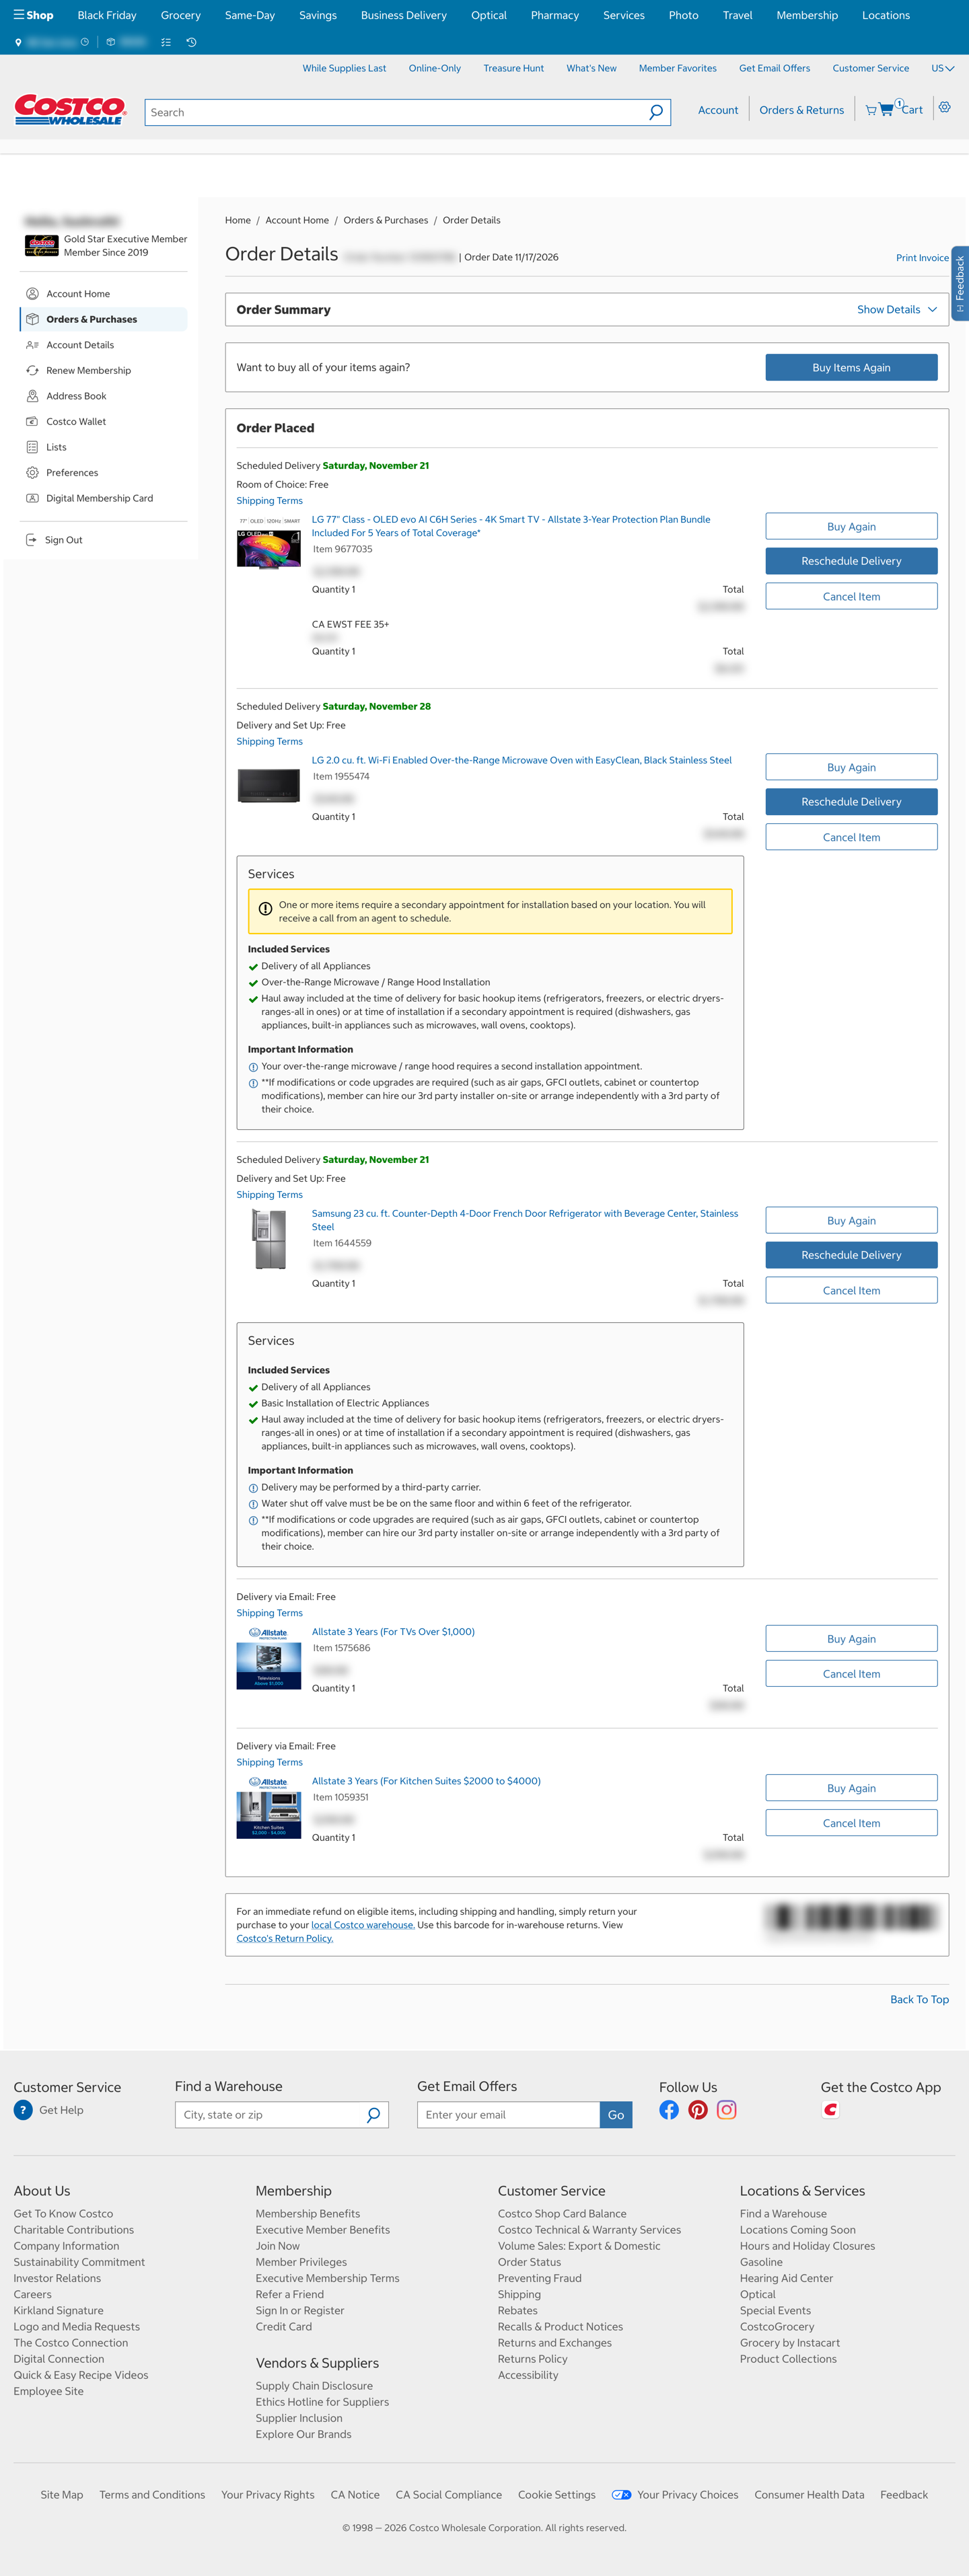 Shop Black Friday Grocery Same-Day Savings Business Delivery Optical Pharmacy Services Photo Travel Membership Locations
While Supplies Last Online-Only Treasure Hunt What's New Member Favorites Get Email Offers Customer Service US
COSTCO WHOLESALE
Search
Account Orders & Returns 1 Cart
Feedback
Gold Star Executive Member
Member Since 2019
Account Home
Orders & Purchases
Account Details
Renew Membership
Address Book
Costco Wallet
Lists
Preferences
Digital Membership Card
Sign Out
Home / Account Home / Orders & Purchases / Order Details
Order Details | Order Date 11/17/2026 Print Invoice
Order Summary Show Details
Want to buy all of your items again? Buy Items Again
Order Placed
Scheduled Delivery Saturday, November 21
Room of Choice: Free
Shipping Terms
77" | OLED | 120Hz | SMART
LG OLED
LG 77" Class - OLED evo AI C6H Series - 4K Smart TV - Allstate 3-Year Protection Plan Bundle
Included For 5 Years of Total Coverage*
Item 9677035
Quantity 1 Total
CA EWST FEE 35+
Quantity 1 Total
Buy Again
Reschedule Delivery
Cancel Item
Scheduled Delivery Saturday, November 28
Delivery and Set Up: Free
Shipping Terms
LG 2.0 cu. ft. Wi-Fi Enabled Over-the-Range Microwave Oven with EasyClean, Black Stainless Steel
Item 1955474
Quantity 1 Total
Buy Again
Reschedule Delivery
Cancel Item
Services
One or more items require a secondary appointment for installation based on your location. You will
receive a call from an agent to schedule.
Included Services
Delivery of all Appliances
Over-the-Range Microwave / Range Hood Installation
Haul away included at the time of delivery for basic hookup items (refrigerators, freezers, or electric dryers-
ranges-all in ones) or at time of installation if a secondary appointment is required (dishwashers, gas
appliances, built-in appliances such as microwaves, wall ovens, cooktops).
Important Information
Your over-the-range microwave / range hood requires a second installation appointment.
**If modifications or code upgrades are required (such as air gaps, GFCI outlets, cabinet or countertop
modifications), member can hire our 3rd party installer on-site or arrange independently with a 3rd party of
their choice.
Scheduled Delivery Saturday, November 21
Delivery and Set Up: Free
Shipping Terms
Samsung 23 cu. ft. Counter-Depth 4-Door French Door Refrigerator with Beverage Center, Stainless
Steel
Item 1644559
Quantity 1 Total
Buy Again
Reschedule Delivery
Cancel Item
Services
Included Services
Delivery of all Appliances
Basic Installation of Electric Appliances
Haul away included at the time of delivery for basic hookup items (refrigerators, freezers, or electric dryers-
ranges-all in ones) or at time of installation if a secondary appointment is required (dishwashers, gas
appliances, built-in appliances such as microwaves, wall ovens, cooktops).
Important Information
Delivery may be performed by a third-party carrier.
Water shut off valve must be be on the same floor and within 6 feet of the refrigerator.
**If modifications or code upgrades are required (such as air gaps, GFCI outlets, cabinet or countertop
modifications), member can hire our 3rd party installer on-site or arrange independently with a 3rd party of
their choice.
Delivery via Email: Free
Shipping Terms
Allstate
PROTECTION PLANS
Televisions
Above $1,000
Allstate 3 Years (For TVs Over $1,000)
Item 1575686
Quantity 1 Total
Buy Again
Cancel Item
Delivery via Email: Free
Shipping Terms
Allstate
PROTECTION PLANS
Kitchen Suites
$2,000 - $4,000
Allstate 3 Years (For Kitchen Suites $2000 to $4000)
Item 1059351
Quantity 1 Total
Buy Again
Cancel Item
For an immediate refund on eligible items, including shipping and handling, simply return your
purchase to your local Costco warehouse. Use this barcode for in-warehouse returns. View
Costco's Return Policy.
Back To Top
Customer Service
? Get Help
Find a Warehouse
City, state or zip
Get Email Offers
Enter your email Go
Follow Us
Get the Costco App
About Us
Get To Know Costco
Charitable Contributions
Company Information
Sustainability Commitment
Investor Relations
Careers
Kirkland Signature
Logo and Media Requests
The Costco Connection
Digital Connection
Quick & Easy Recipe Videos
Employee Site
Membership
Membership Benefits
Executive Member Benefits
Join Now
Member Privileges
Executive Membership Terms
Refer a Friend
Sign In or Register
Credit Card
Vendors & Suppliers
Supply Chain Disclosure
Ethics Hotline for Suppliers
Supplier Inclusion
Explore Our Brands
Customer Service
Costco Shop Card Balance
Costco Technical & Warranty Services
Volume Sales: Export & Domestic
Order Status
Preventing Fraud
Shipping
Rebates
Recalls & Product Notices
Returns and Exchanges
Returns Policy
Accessibility
Locations & Services
Find a Warehouse
Locations Coming Soon
Hours and Holiday Closures
Gasoline
Hearing Aid Center
Optical
Special Events
CostcoGrocery
Grocery by Instacart
Product Collections
Site Map Terms and Conditions Your Privacy Rights CA Notice CA Social Compliance Cookie Settings Your Privacy Choices Consumer Health Data Feedback
© 1998 — 2026 Costco Wholesale Corporation. All rights reserved.